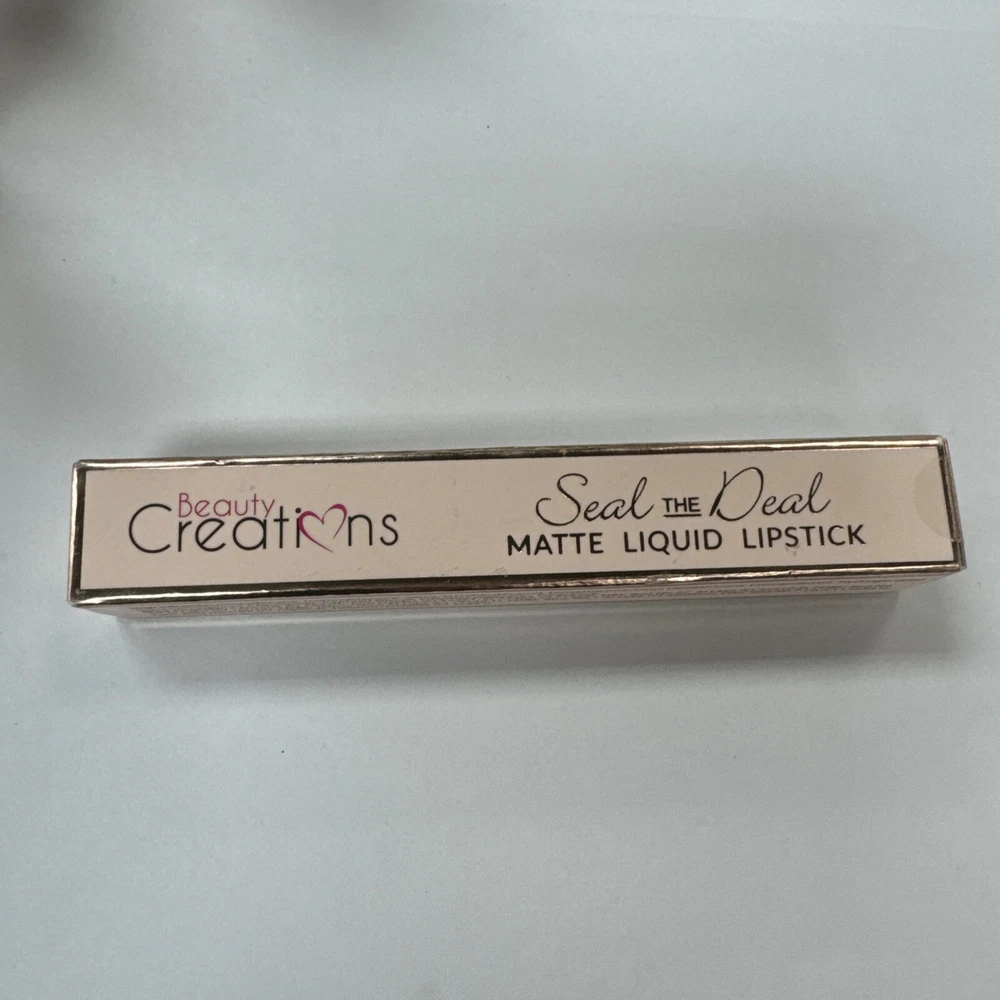 Beauty
Creations
Seal THE Deal
MATTE LIQUID LIPSTICK